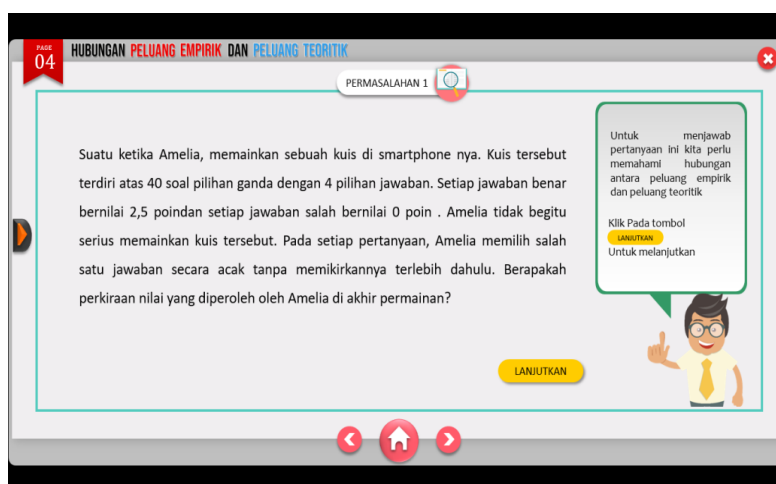 PAGE
04
HUBUNGAN PELUANG EMPIRIK DAN PELUANG TEORITIK
PERMASALAHAN 1
Suatu ketika Amelia, memainkan sebuah kuis di smartphone nya. Kuis tersebut
terdiri atas 40 soal pilihan ganda dengan 4 pilihan jawaban. Setiap jawaban benar
bernilai 2,5 poindan setiap jawaban salah bernilai 0 poin . Amelia tidak begitu
serius memainkan kuis tersebut. Pada setiap pertanyaan, Amelia memilih salah
satu jawaban secara acak tanpa memikirkannya terlebih dahulu. Berapakah
perkiraan nilai yang diperoleh oleh Amelia di akhir permainan?
LANJUTKAN
Untuk menjawab
pertanyaan ini kita perlu
memahami hubungan
antara peluang empirik
dan peluang teoritik
Klik Pada tombol
LANJUTKAN
Untuk melanjutkan